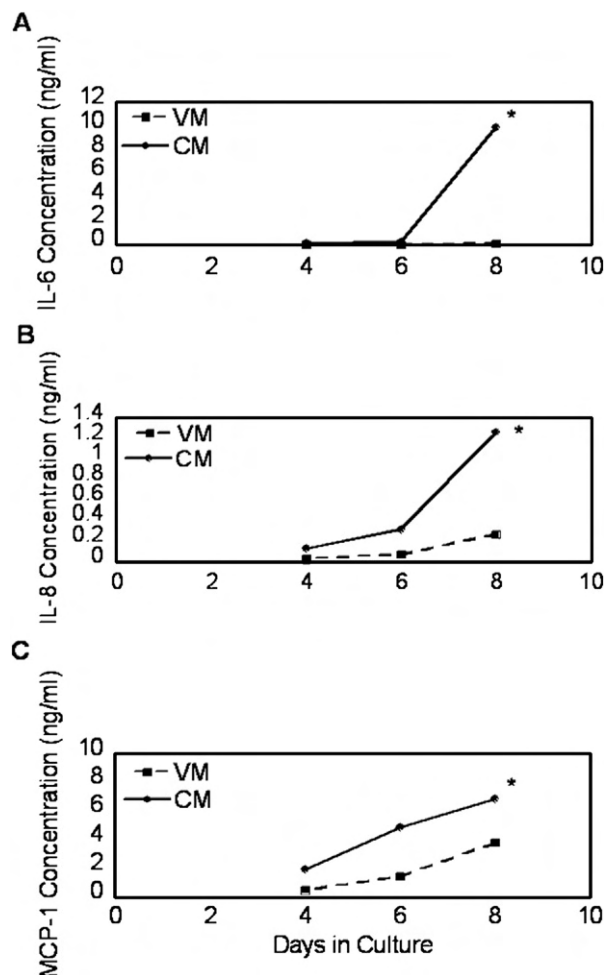 A
IL-6 Concentration (ng/ml)
12
10
8
6
4
2
0
VM
CM
*
0 2 4 6 8 10
B
IL-8 Concentration (ng/ml)
1.4
1.2
1
0.8
0.6
0.4
0.2
0
VM
CM
*
0 2 4 6 8 10
C
MCP-1 Concentration (ng/ml)
10
8
6
4
2
0
VM
CM
*
0 2 4 6 8 10
Days in Culture